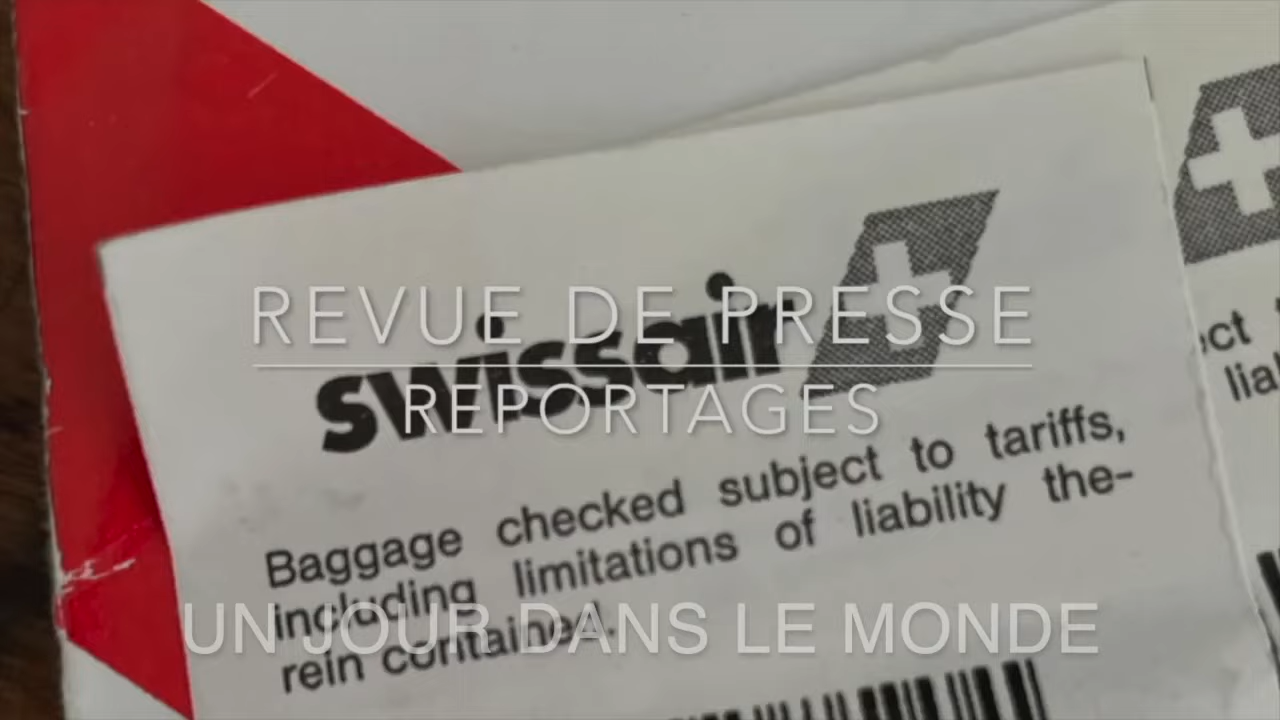 REVUE DE PRESSE
swissair
REPORTAGES
Baggage checked subject to tariffs,
including limitations of liability the-
rein contained.
UN JOUR DANS LE MONDE
ct
lia